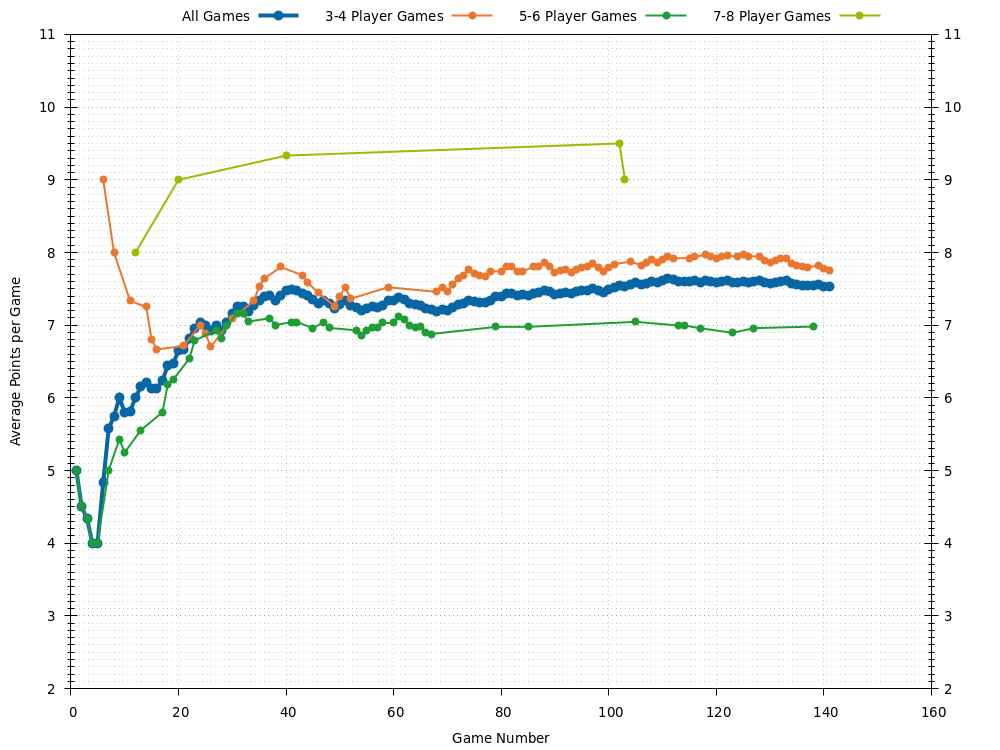 All Games 3-4 Player Games 5-6 Player Games 7-8 Player Games
11 11
10 10
9 9
8 8
7 7
6 6
5 5
4 4
3 3
2 2
Average Points per Game
0 20 40 60 80 100 120 140 160
Game Number